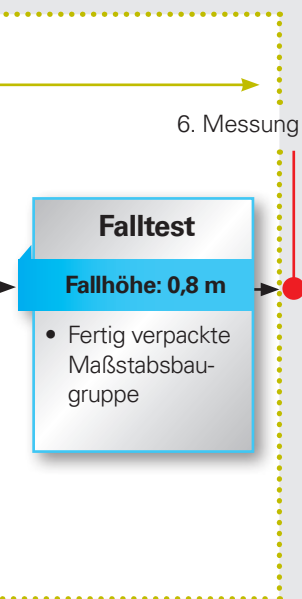 6. Messung
Falltest
Fallhöhe: 0,8 m
• Fertig verpackte
Maßstabsbau-
gruppe